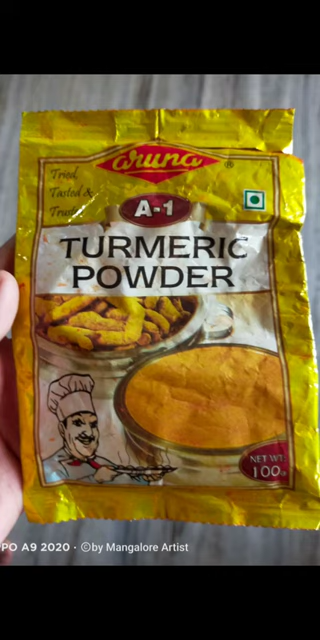 aruna
®
Tried,
Tasted &
Trusted
A-1
TURMERIC
POWDER
NET WT.
100g
PO A9 2020 · ©by Mangalore Artist